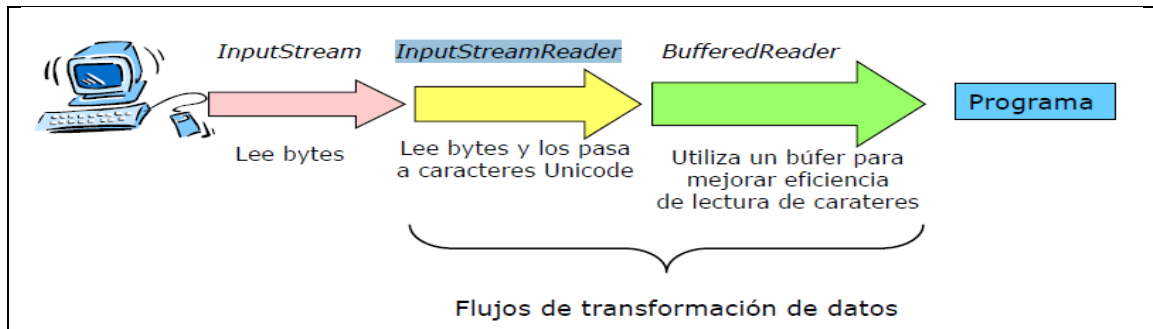 InputStream InputStreamReader BufferedReader
Programa
Lee bytes
Lee bytes y los pasa
a caracteres Unicode
Utiliza un búfer para
mejorar eficiencia
de lectura de carateres
Flujos de transformación de datos